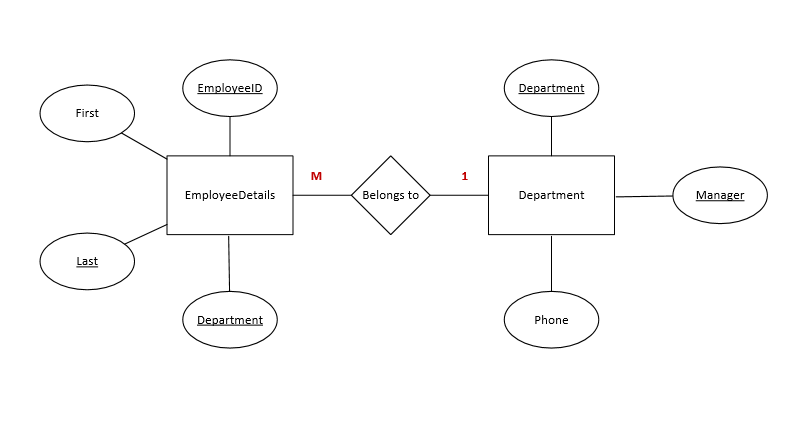 EmployeeID
Department
First
M
1
EmployeeDetails
Belongs to
Department
Manager
Last
Department
Phone